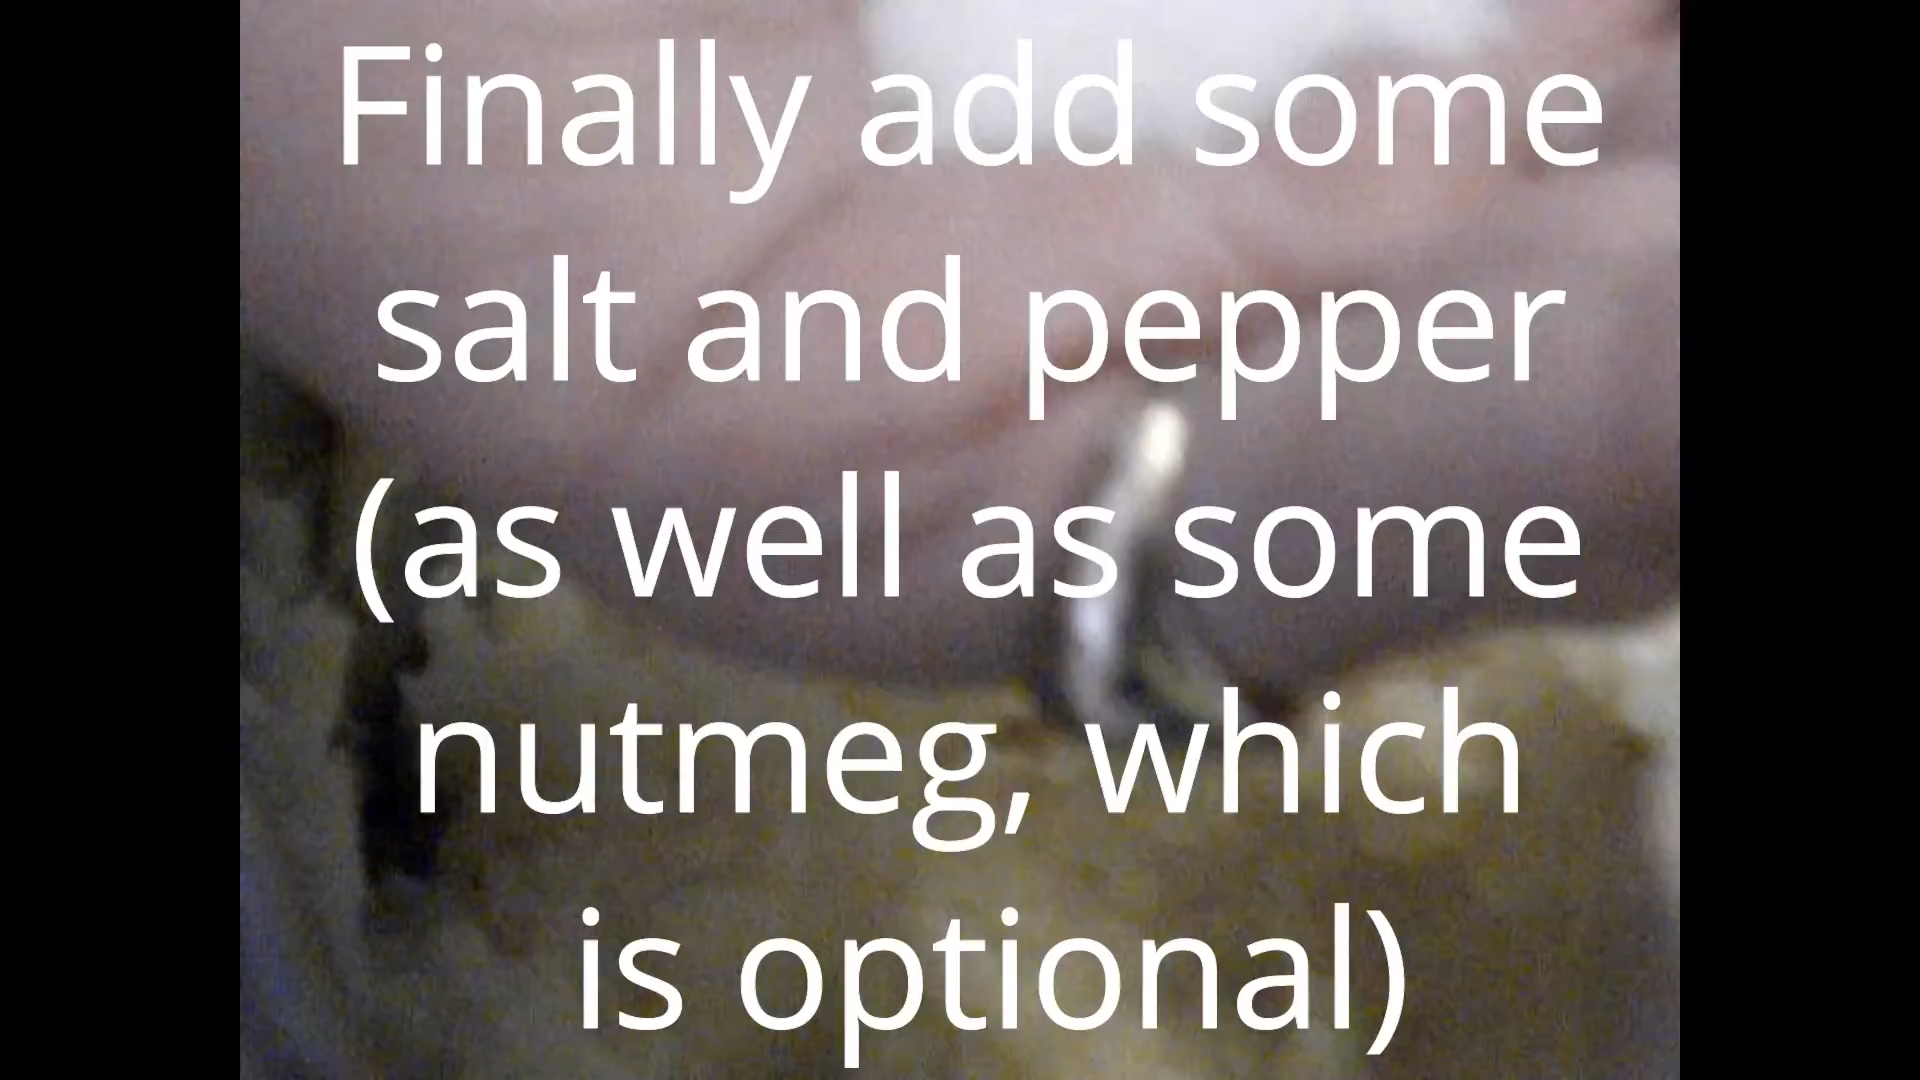 Finally add some
salt and pepper
(as well as some
nutmeg, which
is optional)